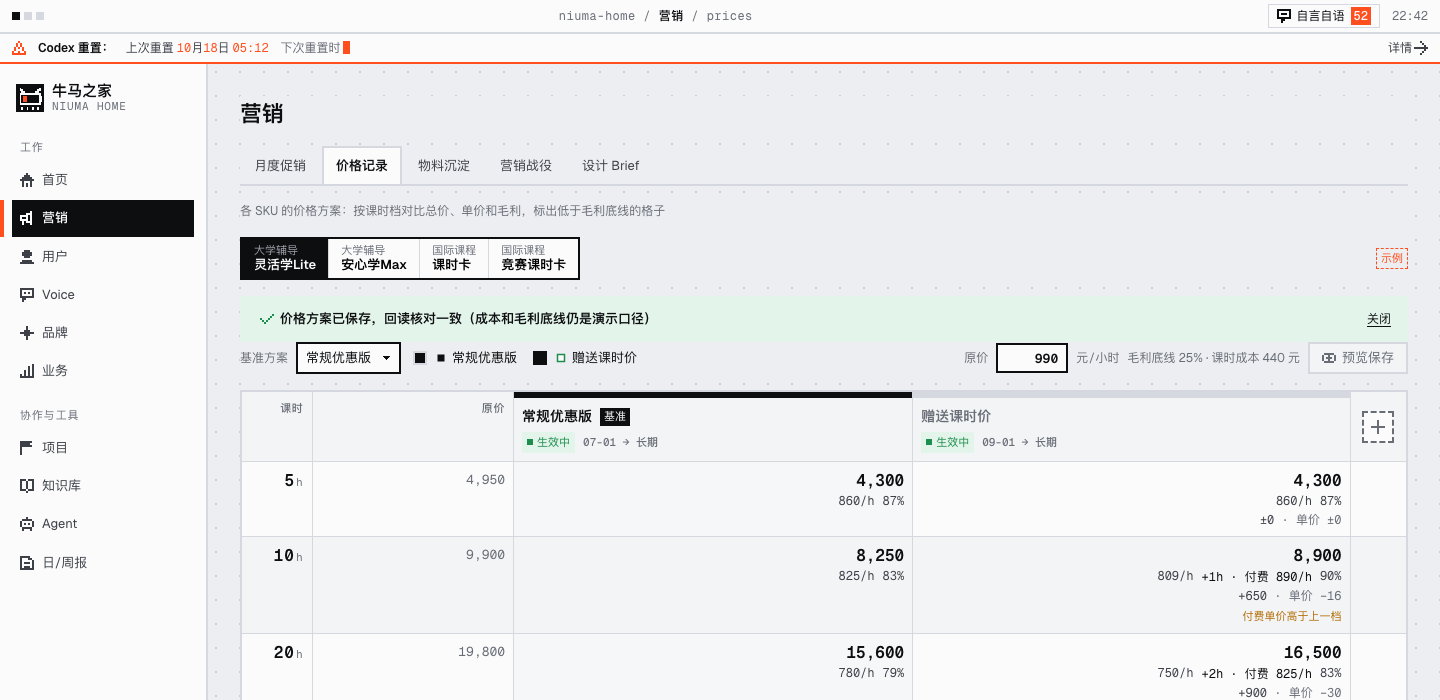 niuma-home / 营销 / prices
自言自语 52
22:42
Codex 重置: 上次重置 10月18日 05:12 下次重置时
详情
牛马之家
NIUMA HOME
工作
首页
营销
用户
Voice
品牌
业务
协作与工具
项目
知识库
Agent
日/周报
营销
月度促销 价格记录 物料沉淀 营销战役 设计 Brief
各 SKU 的价格方案：按课时档对比总价、单价和毛利，标出低于毛利底线的格子
大学辅导 大学辅导 国际课程 国际课程
灵活学Lite 安心学Max 课时卡 竞赛课时卡
示例
价格方案已保存，回读核对一致（成本和毛利底线仍是演示口径）
关闭
基准方案 常规优惠版 常规优惠版 赠送课时价
原价 990 元/小时 毛利底线 25% · 课时成本 440 元 预览保存
课时 原价 常规优惠版 基准 赠送课时价
生效中 07-01 → 长期 生效中 09-01 → 长期
5h 4,950 4,300 4,300
860/h 87% 860/h 87%
±0 · 单价 ±0
10h 9,900 8,250 8,900
825/h 83% 809/h +1h · 付费 890/h 90%
+650 · 单价 −16
付费单价高于上一档
20h 19,800 15,600 16,500
780/h 79% 750/h +2h · 付费 825/h 83%
+900 · 单价 −30